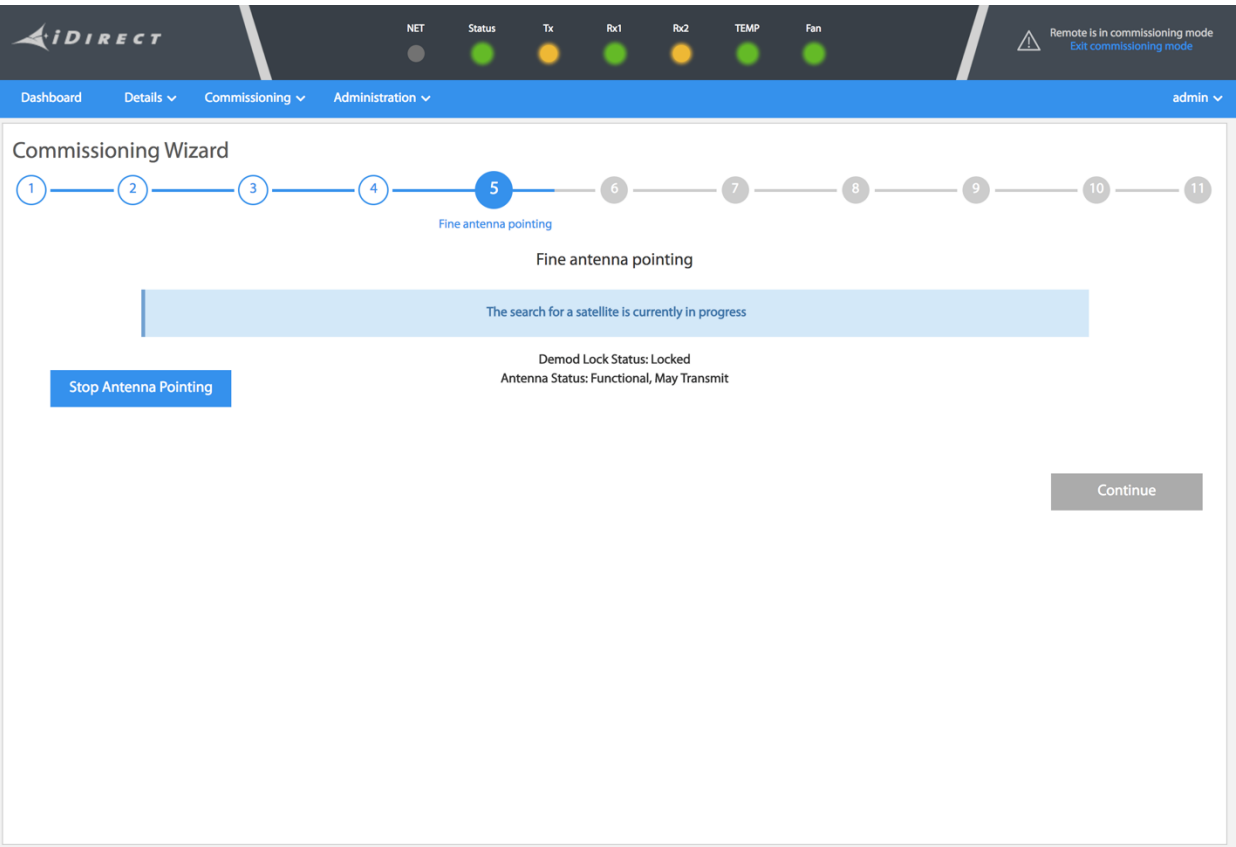 iDIRECT
NET Status Tx Rx1 Rx2 TEMP Fan
Remote is in commissioning mode
Exit commissioning mode
Dashboard Details Commissioning Administration admin
Commissioning Wizard
1 2 3 4 5 6 7 8 9 10 11
Fine antenna pointing
Fine antenna pointing
The search for a satellite is currently in progress
Demod Lock Status: Locked
Antenna Status: Functional, May Transmit
Stop Antenna Pointing
Continue